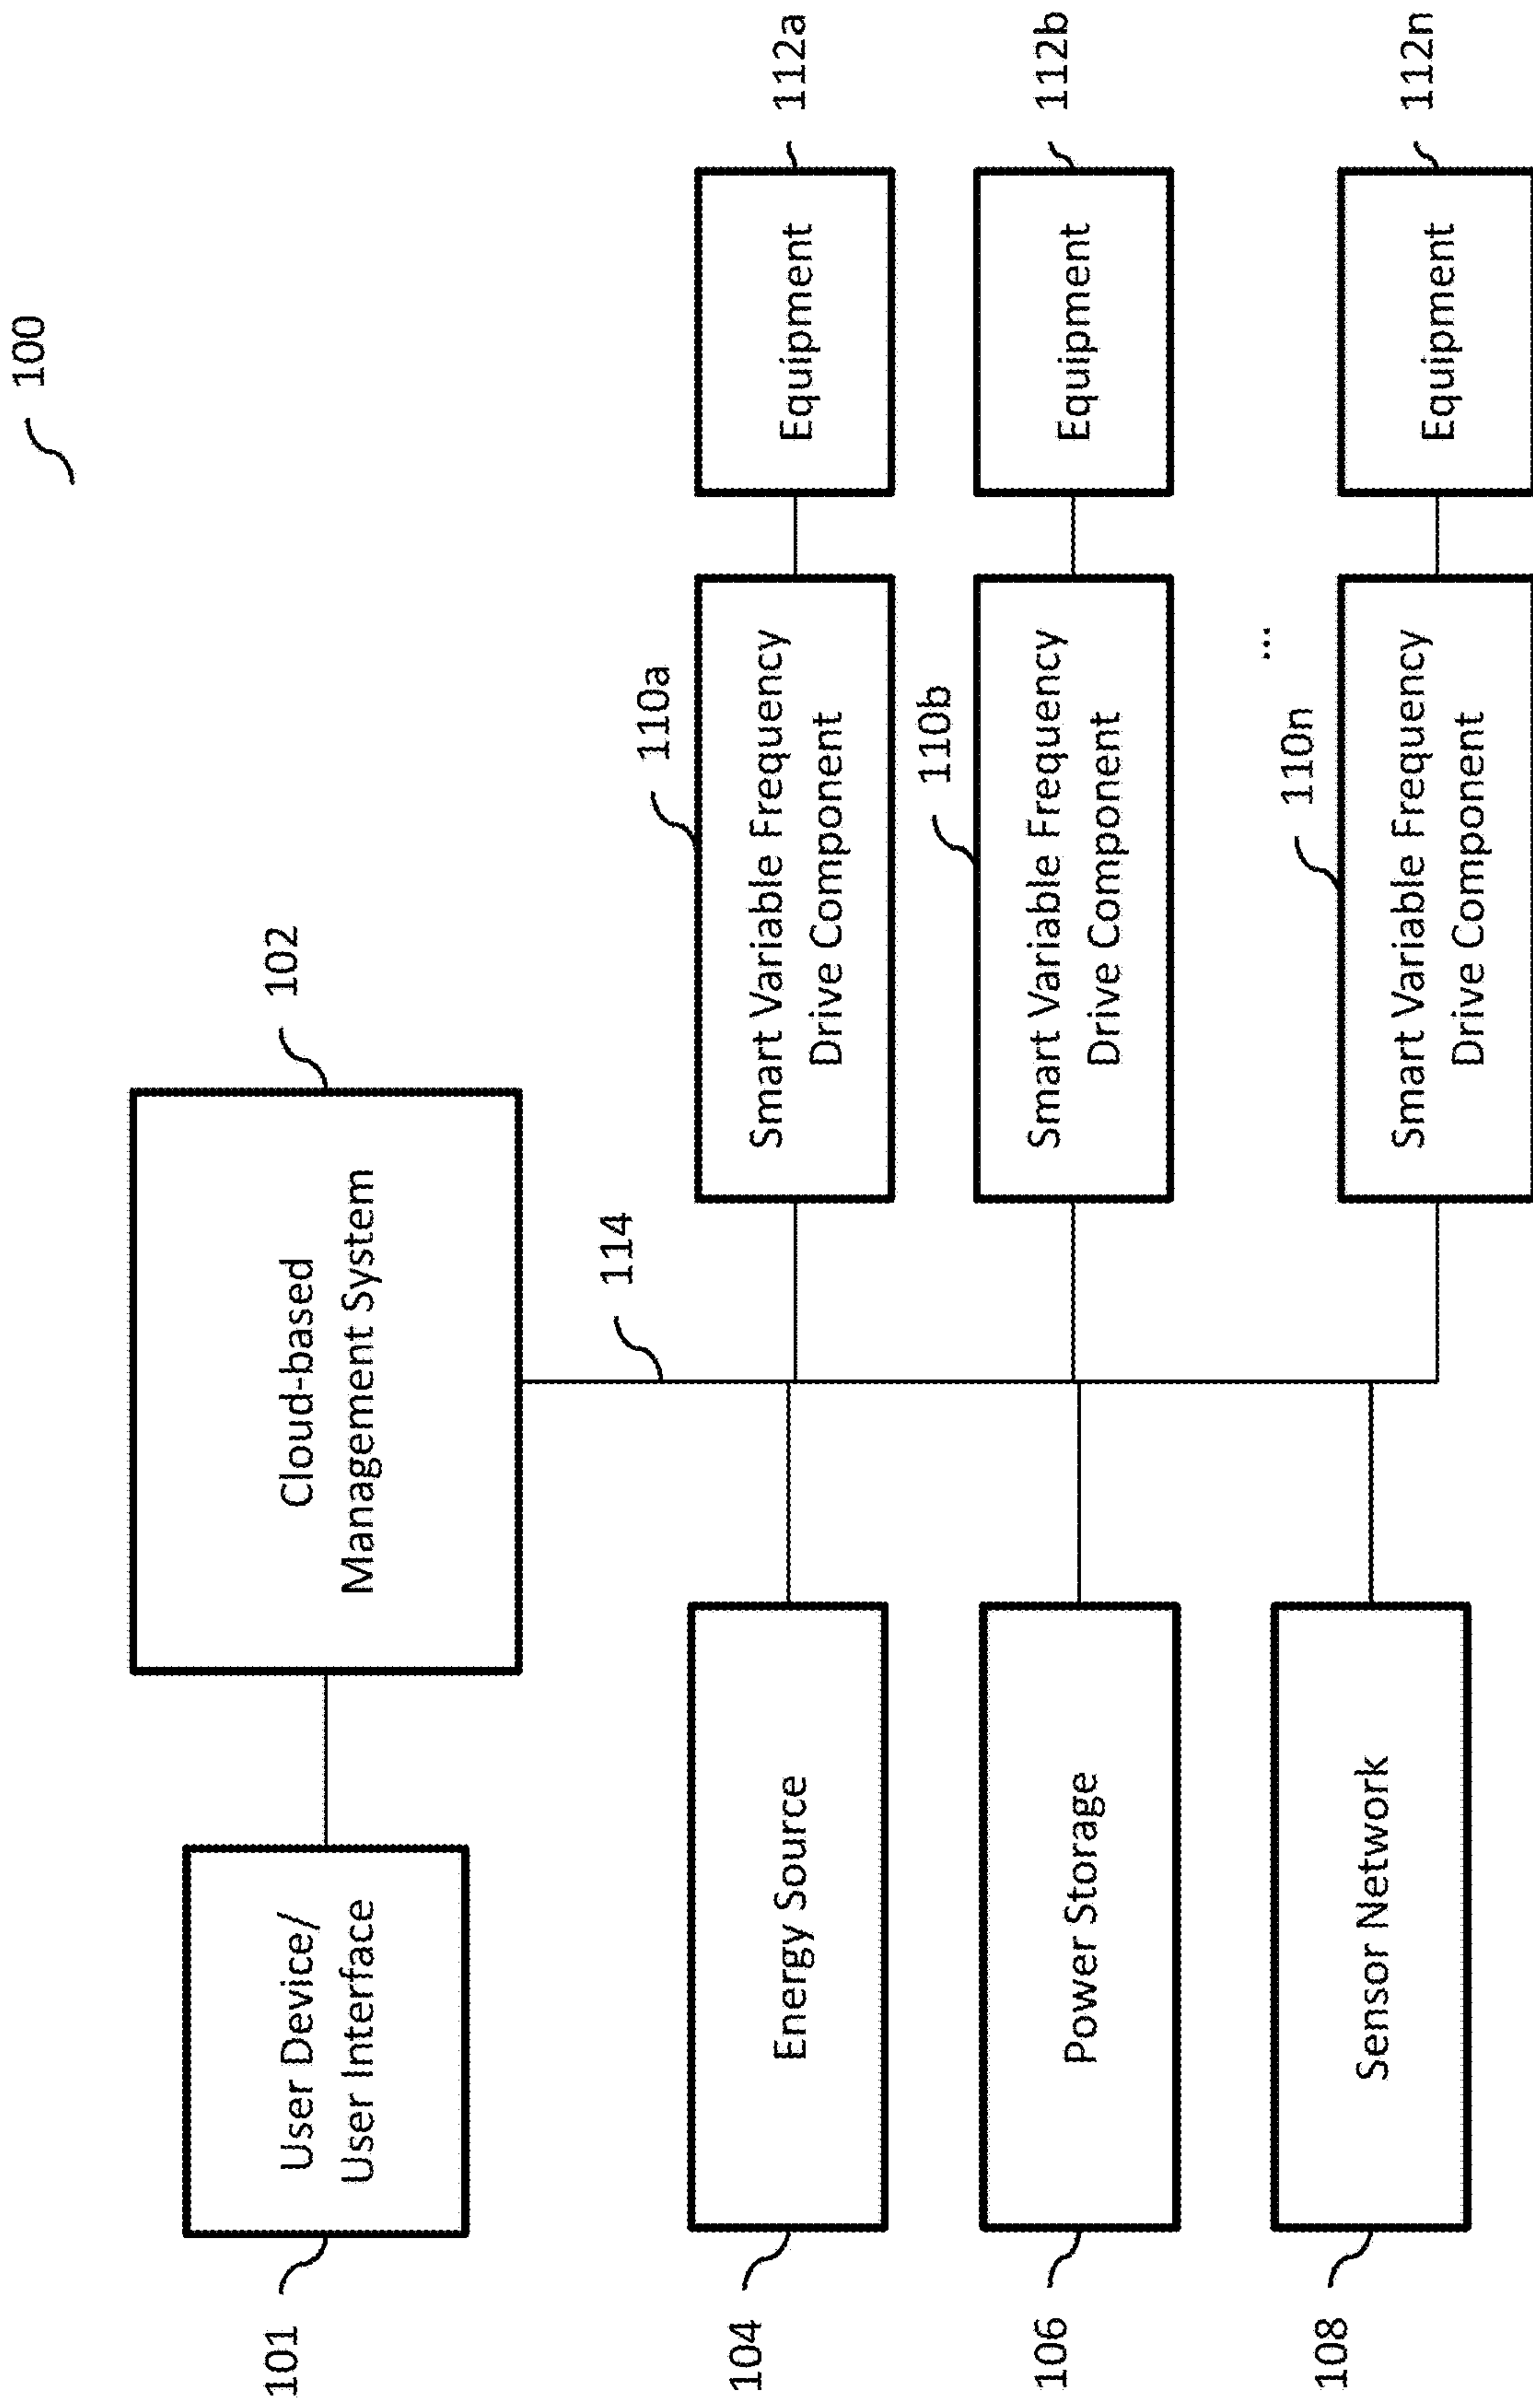 100
102
Cloud-based
Management System
101
User Device/
User Interface
114
104
Energy Source
110a
Smart Variable Frequency
Drive Component
Equipment
112a
106
Power Storage
110b
Smart Variable Frequency
Drive Component
Equipment
112b
...
108
Sensor Network
110n
Smart Variable Frequency
Drive Component
Equipment
112n